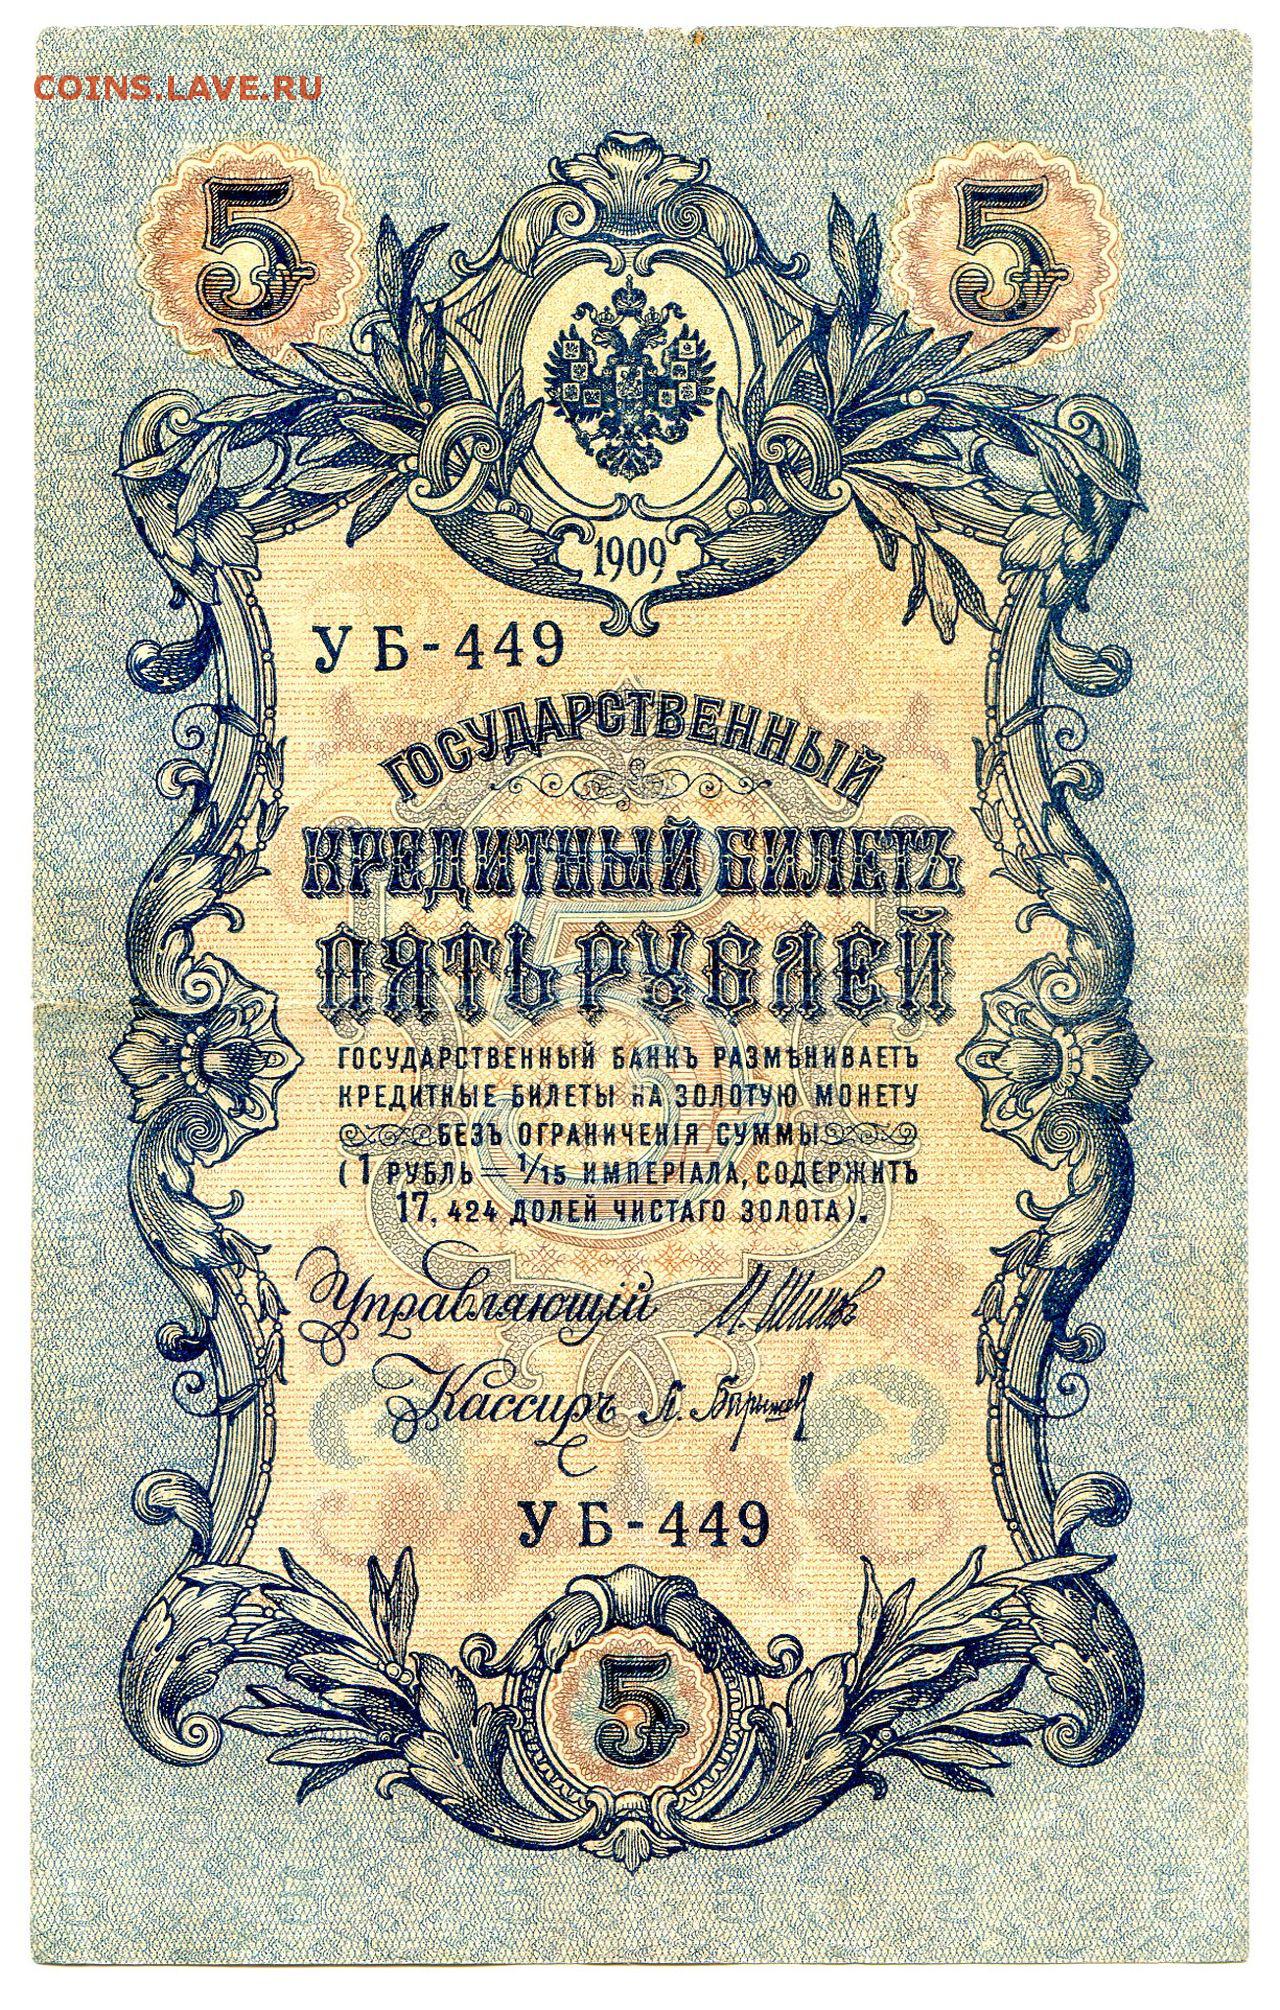 COINS.LAVE.RU
5 5
1909
УБ-449
ГОСУДАРСТВЕННЫЙ
КРЕДИТНЫЙ БИЛЕТЪ
ПЯТЬ РУБЛЕЙ
ГОСУДАРСТВЕННЫЙ БАНКЪ РАЗМѢНИВАЕТЪ
КРЕДИТНЫЕ БИЛЕТЫ НА ЗОЛОТУЮ МОНЕТУ
БЕЗЪ ОГРАНИЧЕНІЯ СУММЫ
(1 РУБЛЬ = 1/15 ИМПЕРІАЛА, СОДЕРЖИТЪ
17, 424 ДОЛЕЙ ЧИСТАГО ЗОЛОТА).
Управляющій И. Шиповъ
Кассиръ
УБ-449
5